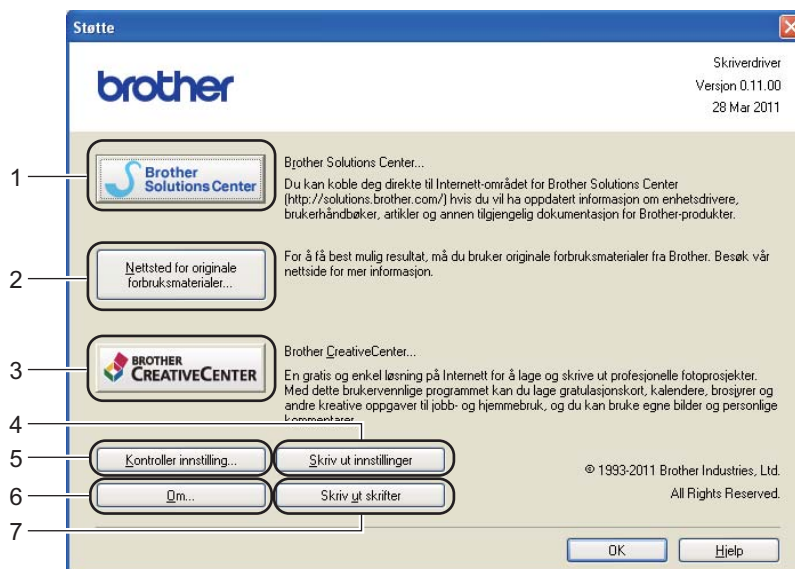 Støtte
brother
Skriverdriver
Versjon 0.11.00
28 Mar 2011
1
Brother
Solutions Center
Brother Solutions Center...
Du kan koble deg direkte til Internett-området for Brother Solutions Center
(http://solutions.brother.com/) hvis du vil ha oppdatert informasjon om enhetsdrivere,
brukerhåndbøker, artikler og annen tilgjengelig dokumentasjon for Brother-produkter.
2
Nettsted for originale
forbruksmaterialer...
For å få best mulig resultat, må du bruker originale forbruksmaterialer fra Brother. Besøk vår
nettside for mer informasjon.
3
BROTHER
CREATIVECENTER
Brother CreativeCenter...
En gratis og enkel løsning på Internett for å lage og skrive ut profesjonelle fotoprosjekter.
Med dette brukervennlige programmet kan du lage gratulasjonskort, kalendere, brosjyrer og
andre kreative oppgaver til jobb- og hjemmebruk, og du kan bruke egne bilder og personlige
kommentarer.
4
5
Kontroller innstilling...
Skriv ut innstillinger
6
Om...
Skriv ut skrifter
7
© 1993-2011 Brother Industries, Ltd.
All Rights Reserved.
OK
Hjelp